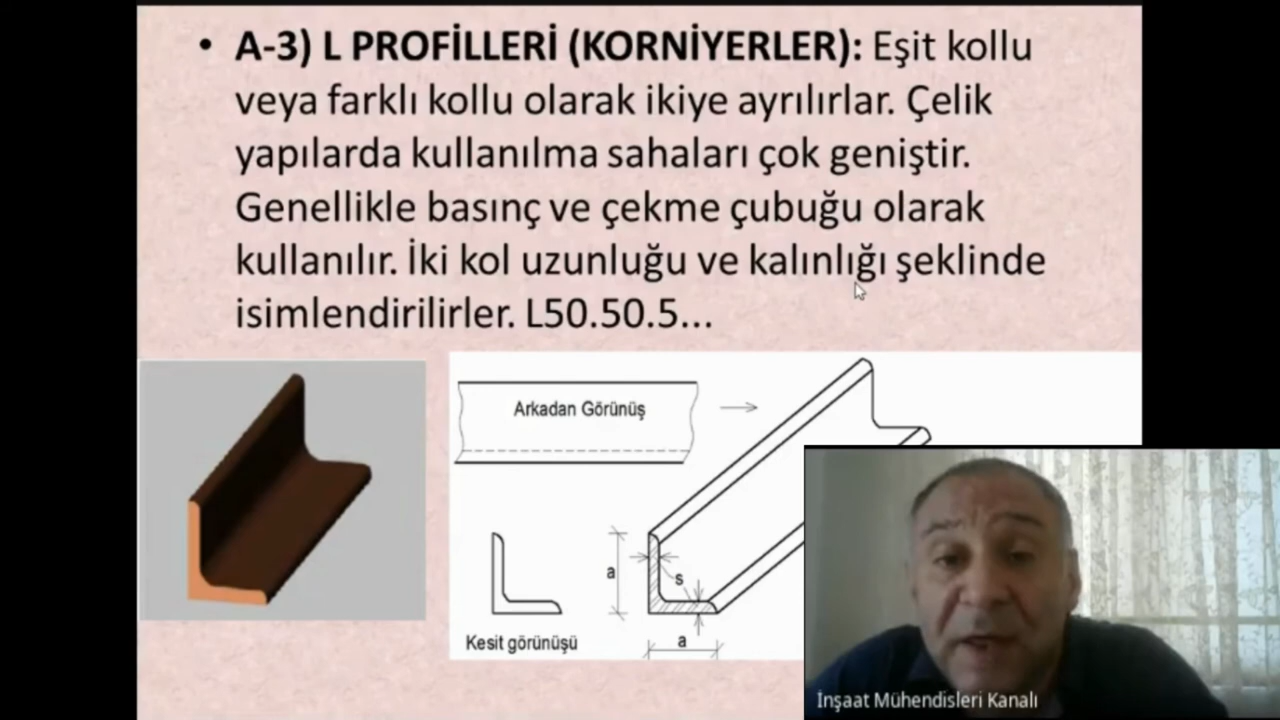 • A-3) L PROFİLLERİ (KORNİYERLER): Eşit kollu
veya farklı kollu olarak ikiye ayrılırlar. Çelik
yapılarda kullanılma sahaları çok geniştir.
Genellikle basınç ve çekme çubuğu olarak
kullanılır. İki kol uzunluğu ve kalınlığı şeklinde
isimlendirilirler. L50.50.5...
Arkadan Görünüş
a
s
Kesit görünüşü
a
İnşaat Mühendisleri Kanalı